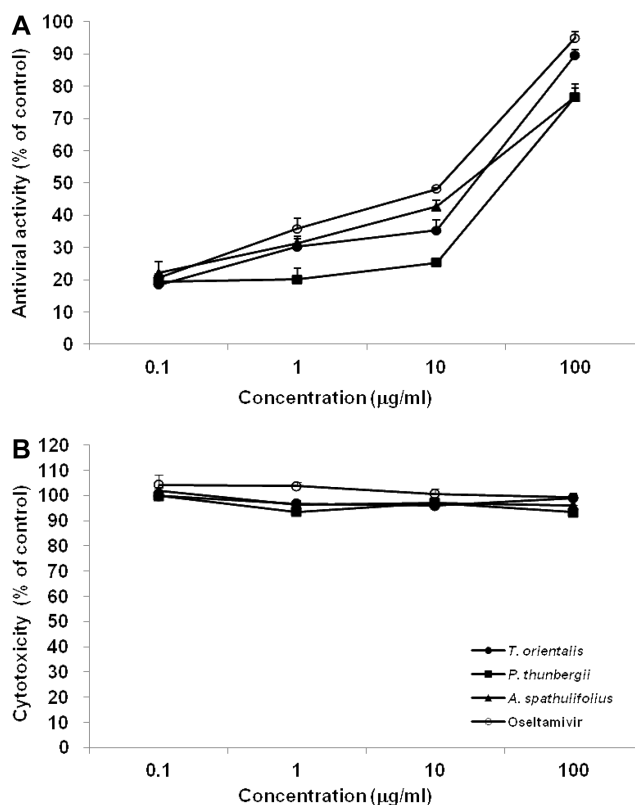 A
Antiviral activity (% of control)
100
90
80
70
60
50
40
30
20
10
0
0.1 1 10 100
Concentration (μg/ml)
B
Cytotoxicity (% of control)
120
110
100
90
80
70
60
50
40
30
20
10
0
T. orientalis
P. thunbergii
A. spathulifolius
Oseltamivir
0.1 1 10 100
Concentration (μg/ml)